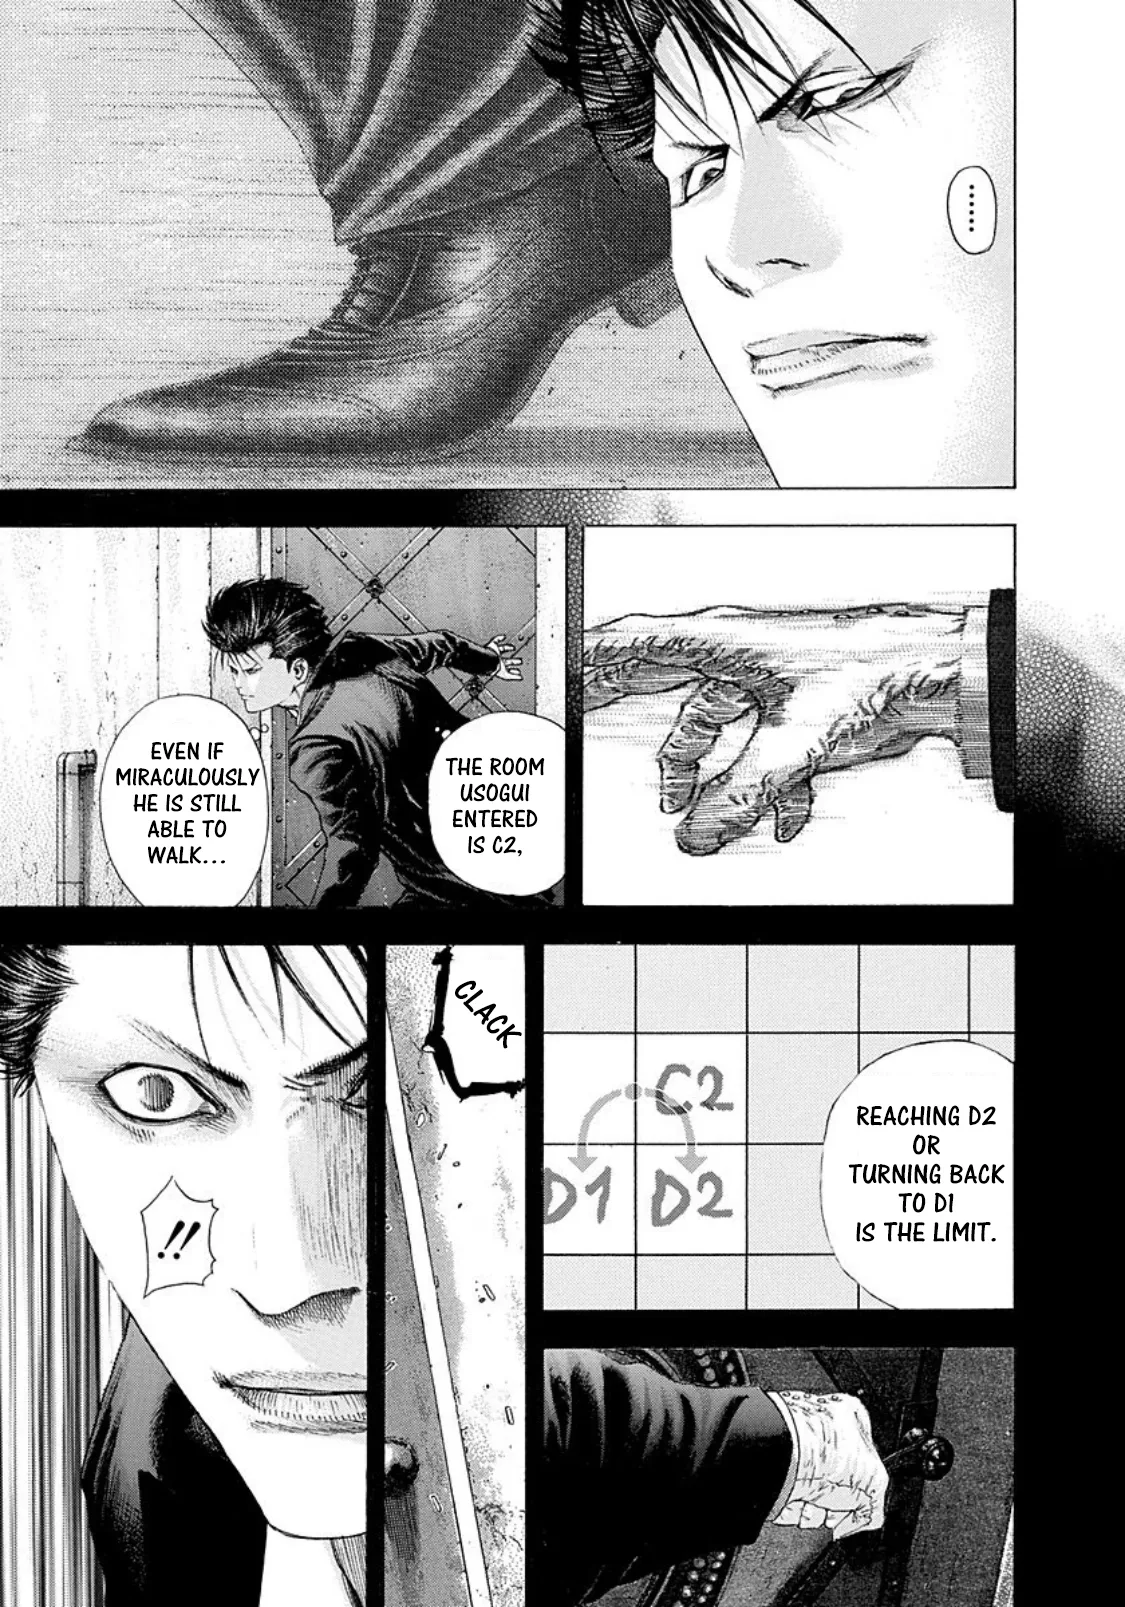 ........
THE ROOM
USOGUI
ENTERED
IS C2,
EVEN IF
MIRACULOUSLY
HE IS STILL
ABLE TO
WALK...
C2
D1 D2
REACHING D2
OR
TURNING BACK
TO D1
IS THE LIMIT.
CLACK
!!